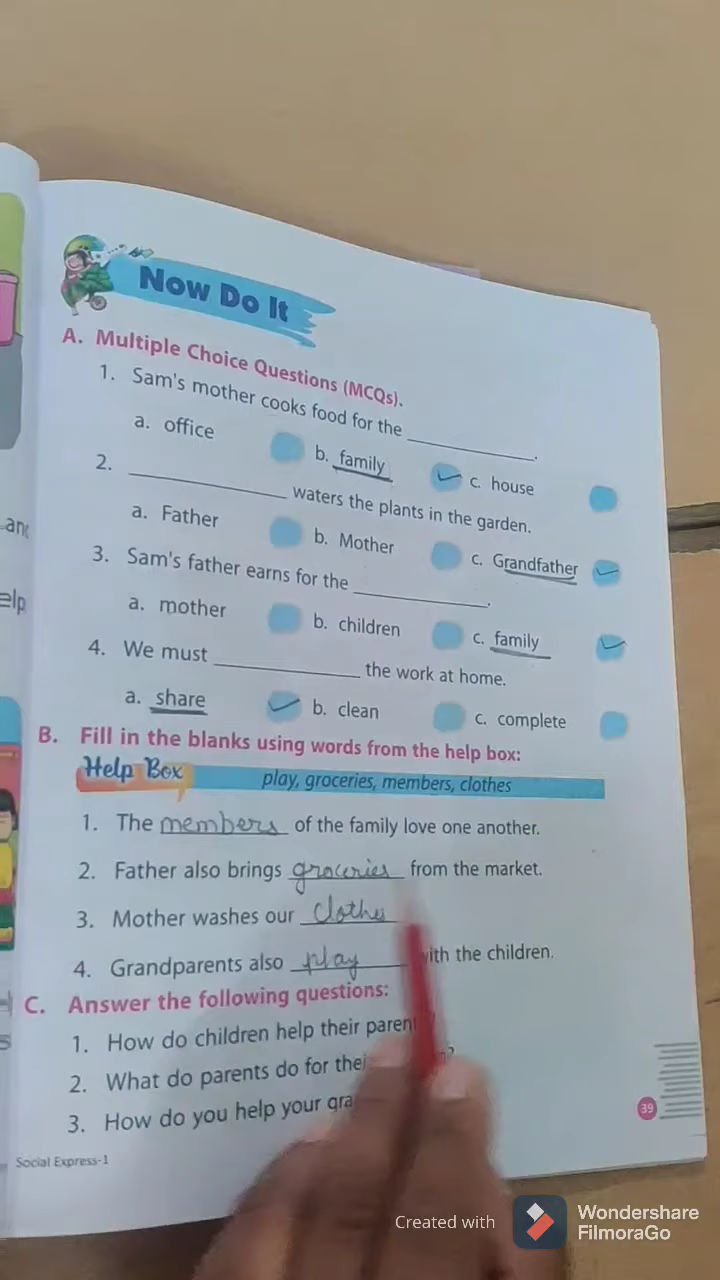 Now Do It
A. Multiple Choice Questions (MCQs).
1. Sam's mother cooks food for the ____________.
a. office b. family c. house
2. ____________ waters the plants in the garden.
a. Father b. Mother c. Grandfather
3. Sam's father earns for the ____________.
a. mother b. children c. family
4. We must ____________ the work at home.
a. share b. clean c. complete
B. Fill in the blanks using words from the help box:
Help Box play, groceries, members, clothes
1. The members of the family love one another.
2. Father also brings groceries from the market.
3. Mother washes our clothes
4. Grandparents also play with the children.
C. Answer the following questions:
1. How do children help their
2. What do parents do for
3. How do you help your
39
Social Express-1
Created with Wondershare FilmoraGo